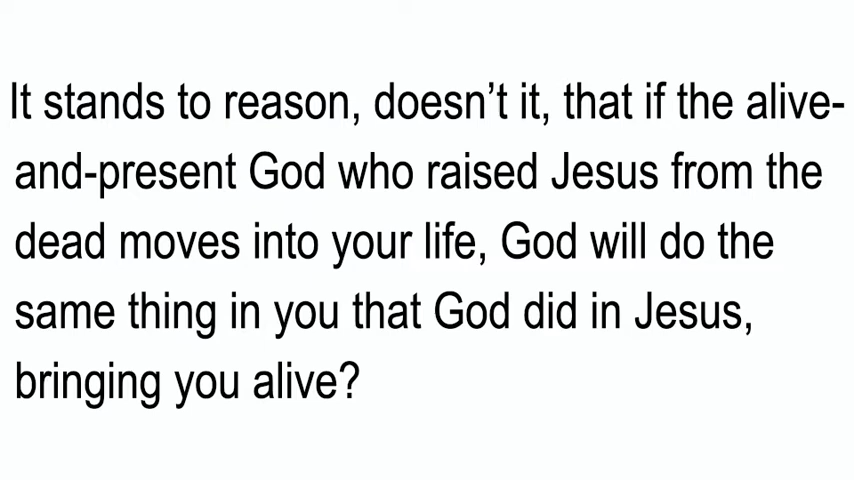 It stands to reason, doesn’t it, that if the alive-
and-present God who raised Jesus from the
dead moves into your life, God will do the
same thing in you that God did in Jesus,
bringing you alive?